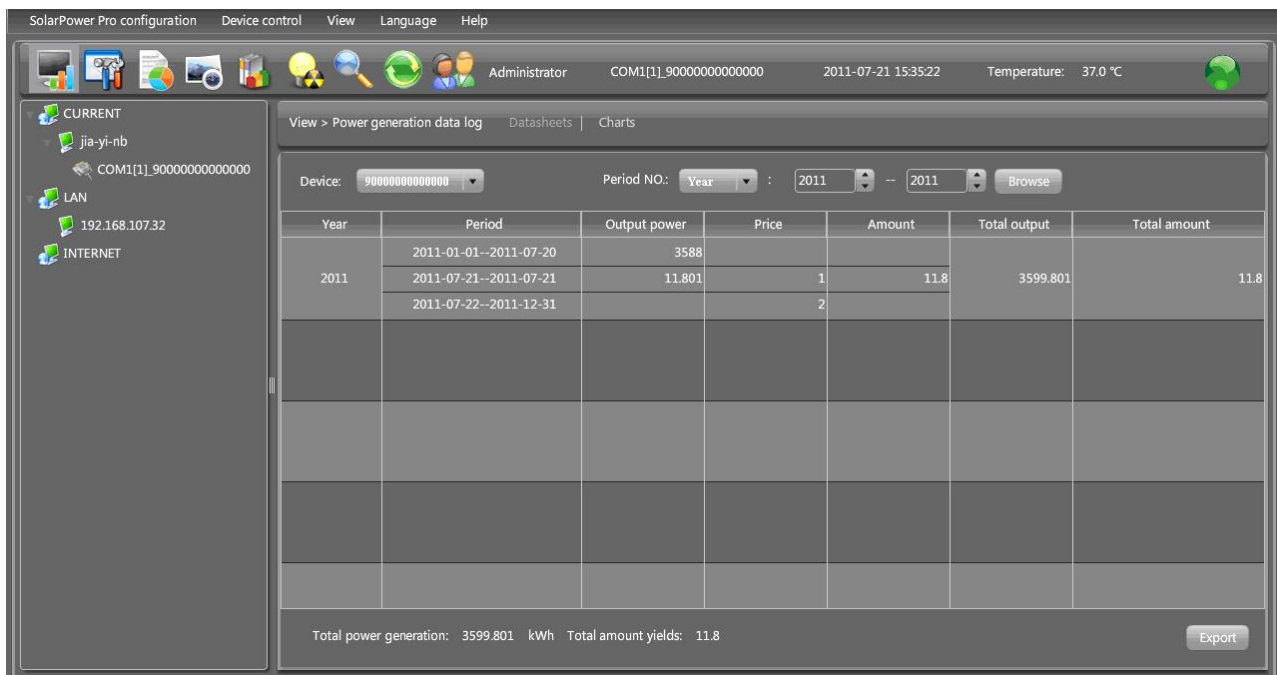 SolarPower Pro configuration Device control View Language Help
Administrator COM1[1]_90000000000000 2011-07-21 15:35:22 Temperature: 37.0 ℃
CURRENT
jia-yi-nb
COM1[1]_90000000000000
LAN
192.168.107.32
INTERNET
View > Power generation data log Datasheets | Charts
Device: 90000000000000 Period NO.: Year : 2011 -- 2011 Browse
Year Period Output power Price Amount Total output Total amount
2011-01-01--2011-07-20 3588
2011 2011-07-21--2011-07-21 11.801 1 11.8 3599.801 11.8
2011-07-22--2011-12-31 2
Total power generation: 3599.801 kWh Total amount yields: 11.8
Export